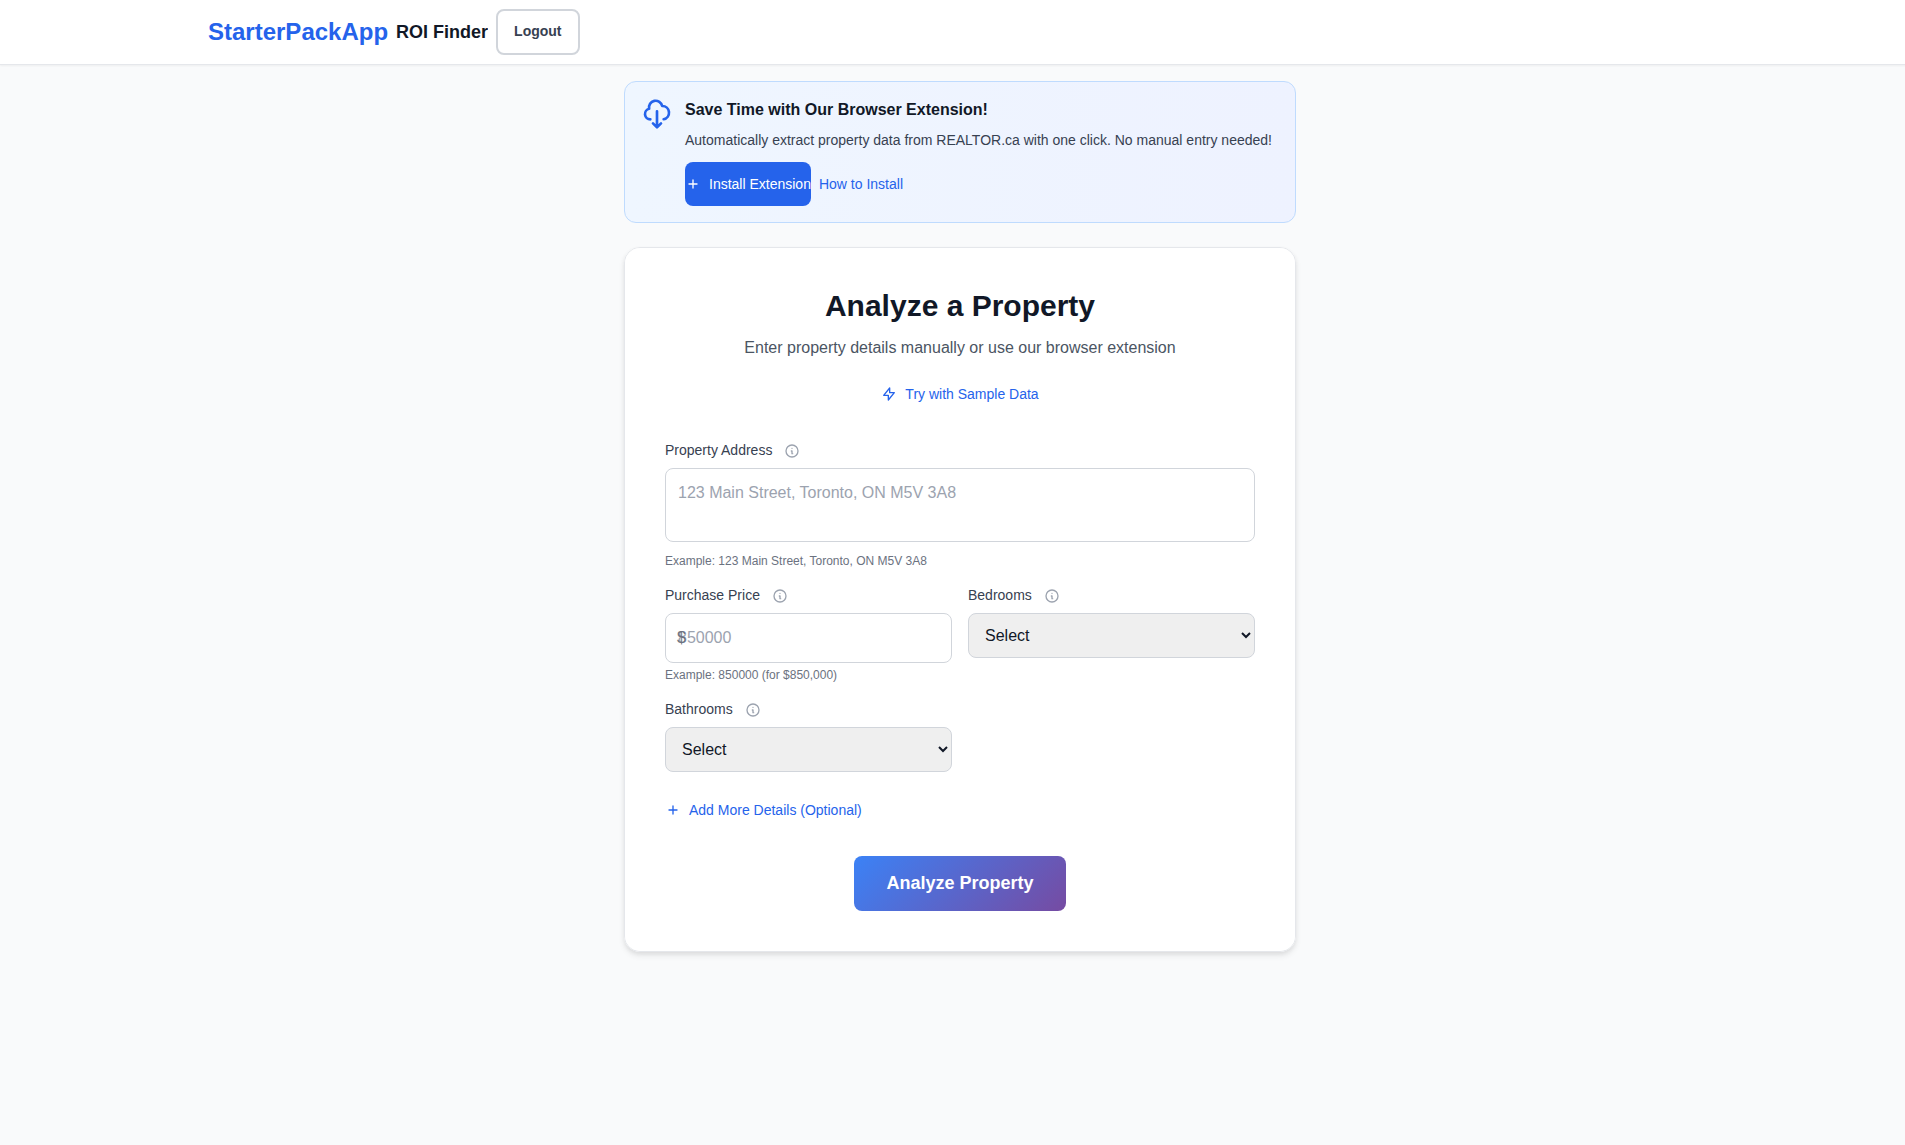 StarterPackApp ROI Finder Logout
Save Time with Our Browser Extension!
Automatically extract property data from REALTOR.ca with one click. No manual entry needed!
Install Extension How to Install
Analyze a Property
Enter property details manually or use our browser extension
Try with Sample Data
Property Address
123 Main Street, Toronto, ON M5V 3A8
Example: 123 Main Street, Toronto, ON M5V 3A8
Purchase Price
$50000
Example: 850000 (for $850,000)
Bedrooms
Select
Bathrooms
Select
Add More Details (Optional)
Analyze Property